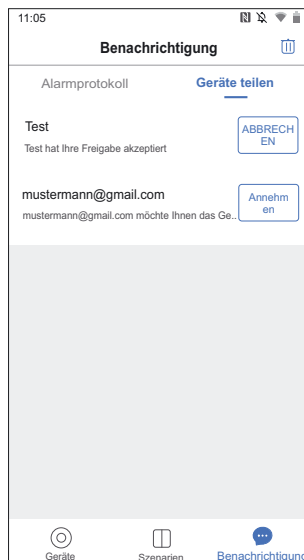 11:05
Benachrichtigung
Alarmprotokoll
Geräte teilen
Test
Test hat Ihre Freigabe akzeptiert
ABBRECH
EN
mustermann@gmail.com
mustermann@gmail.com möchte Ihnen das Ge..
Annehm
en
Geräte
Szenarien
Benachrichtigung